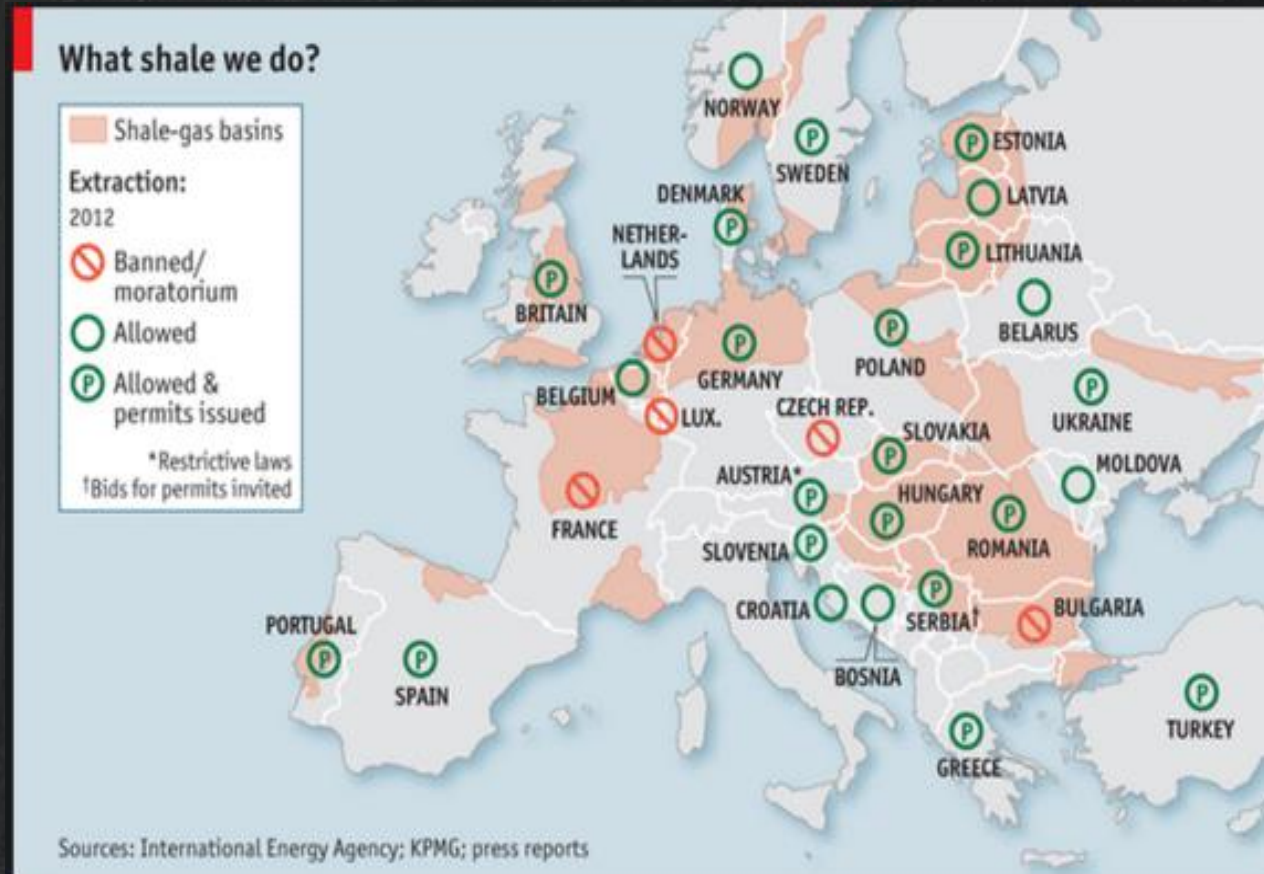 What shale we do?
Shale-gas basins
Extraction:
2012
Banned/
moratorium
Allowed
P Allowed &
permits issued
*Restrictive laws
†Bids for permits invited
NORWAY
P
SWEDEN
P ESTONIA
LATVIA
P LITHUANIA
DENMARK
P
NETHER-
LANDS
P
BRITAIN
BELARUS
BELGIUM
P
GERMANY
P
POLAND
LUX.
CZECH REP.
P
UKRAINE
SLOVAKIA
P
AUSTRIA*
P
HUNGARY
P
MOLDOVA
FRANCE
P
ROMANIA
SLOVENIA P
CROATIA
BOSNIA
P
SERBIA†
BULGARIA
PORTUGAL
P
P
SPAIN
P
GREECE
P
TURKEY
Sources: International Energy Agency; KPMG; press reports